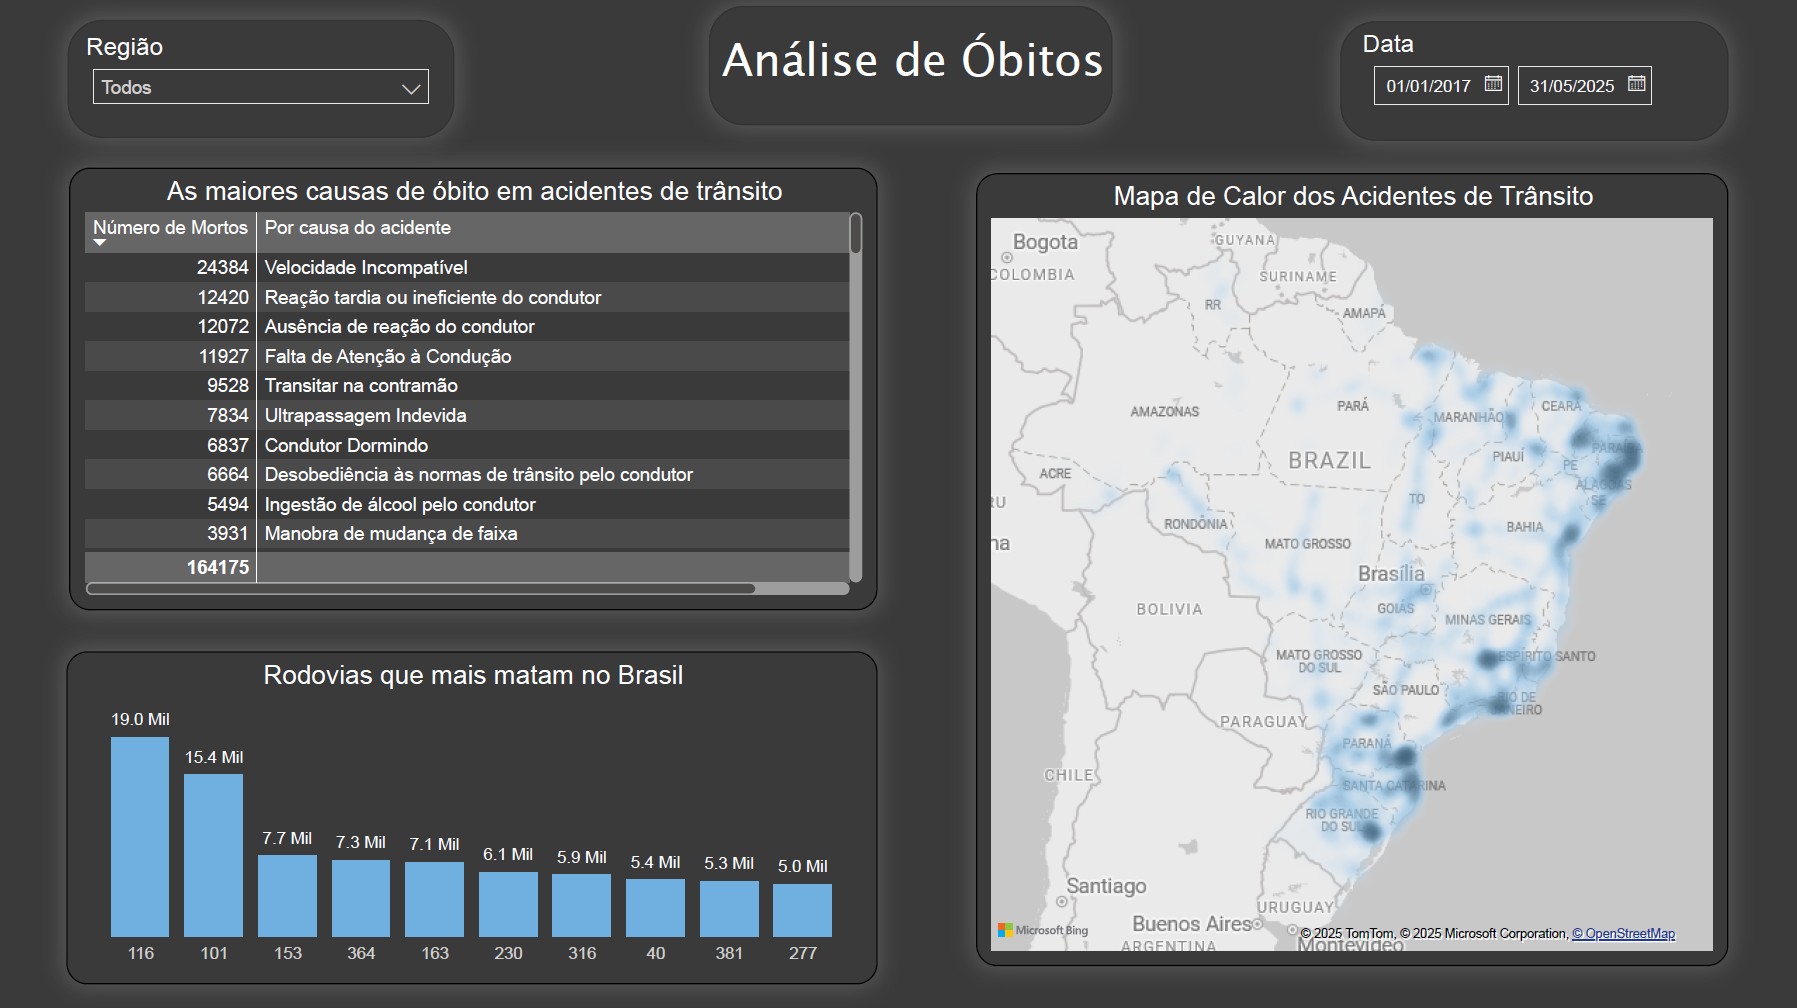 Região
Todos
Análise de Óbitos
Data
01/01/2017
31/05/2025
As maiores causas de óbito em acidentes de trânsito
Número de Mortos Por causa do acidente
24384 Velocidade Incompatível
12420 Reação tardia ou ineficiente do condutor
12072 Ausência de reação do condutor
11927 Falta de Atenção à Condução
9528 Transitar na contramão
7834 Ultrapassagem Indevida
6837 Condutor Dormindo
6664 Desobediência às normas de trânsito pelo condutor
5494 Ingestão de álcool pelo condutor
3931 Manobra de mudança de faixa
164175
Rodovias que mais matam no Brasil
19.0 Mil
15.4 Mil
7.7 Mil
7.3 Mil
7.1 Mil
6.1 Mil
5.9 Mil
5.4 Mil
5.3 Mil
5.0 Mil
116 101 153 364 163 230 316 40 381 277
Mapa de Calor dos Acidentes de Trânsito
Bogota
GUYANA
COLOMBIA
SURINAME
RR
AMAPÁ
AMAZONAS
PARÁ
MARANHÃO
CEARÁ
BRAZIL
PIAUÍ
PARAÍBA
PE
ACRE
ALAGOAS
RU
TO
SE
RONDÔNIA
BAHIA
na
MATO GROSSO
Brasília
BOLIVIA
GOIÁS
MINAS GERAIS
MATO GROSSO
DO SUL
ESPÍRITO SANTO
SÃO PAULO
RIO DE
JANEIRO
PARAGUAY
PARANÁ
CHILE
SANTA CATARINA
RIO GRANDE
DO SUL
Santiago
URUGUAY
Buenos Aires
Microsoft Bing
© 2025 TomTom, © 2025 Microsoft Corporation, © OpenStreetMap
ARGENTINA
Montevideo